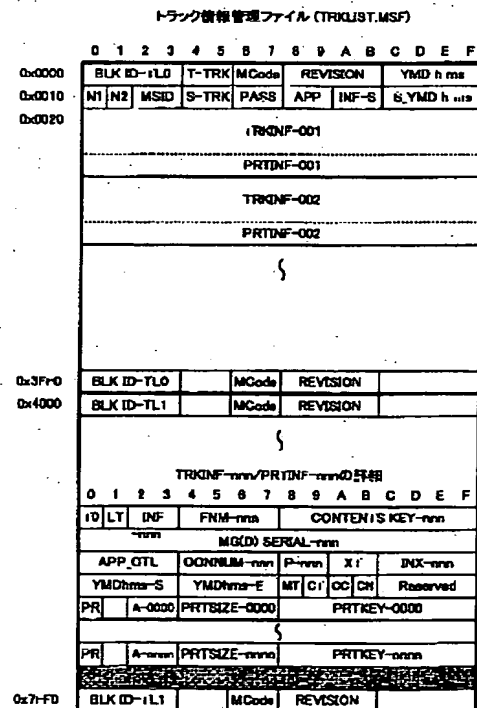 トラック情報管理ファイル (TRKLIST.MSF)
0 1 2 3 4 5 6 7 8 9 A B C D E F
0x0000 BLK ID-TL0 T-TRK MCode REVISION YMD h ms
0x0010 N1 N2 MSID S-TRK PASS APP INF-S S_YMD h ms
0x0020 TRKINF-001
PRTINF-001
TRKINF-002
PRTINF-002
0x3FF0 BLK ID-TL0 MCode REVISION
0x4000 BLK ID-TL1 MCode REVISION
TRKINF-nnn/PRTINF-nnnの詳細
0 1 2 3 4 5 6 7 8 9 A B C D E F
T0 LT INF-nnn FNM-nnn CONTENTS KEY-nnn
MG(D) SERIAL-nnn
APP_CTL CONNUM-nnn P-nnn XT INX-nnn
YMDhms-S YMDhms-E MT CT CC CN Reserved
PR A-0000 PRTSIZE-0000 PRTKEY-0000
PR A-nnnn PRTSIZE-nnnn PRTKEY-nnnn
0x7FF0 BLK ID-TL1 MCode REVISION